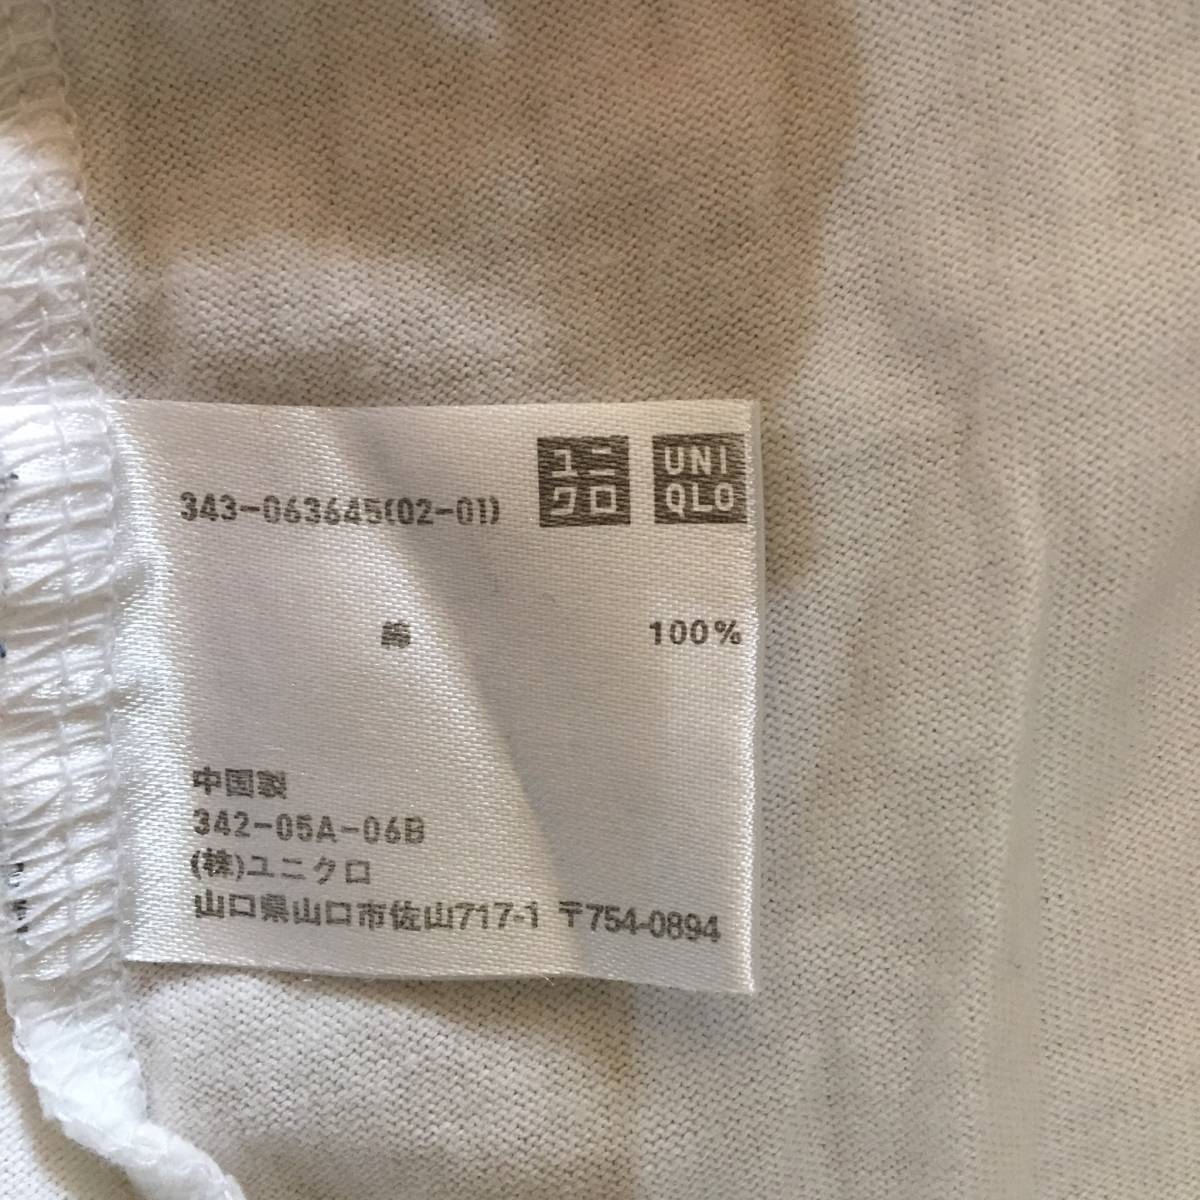 ユニ
クロ
UNI
QLO
343-063645(02-01)
綿 100%
中国製
342-05A-06B
(株)ユニクロ
山口県山口市佐山717-1 〒754-0894